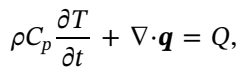 ρC_p ∂T/∂t + ∇·q = Q,